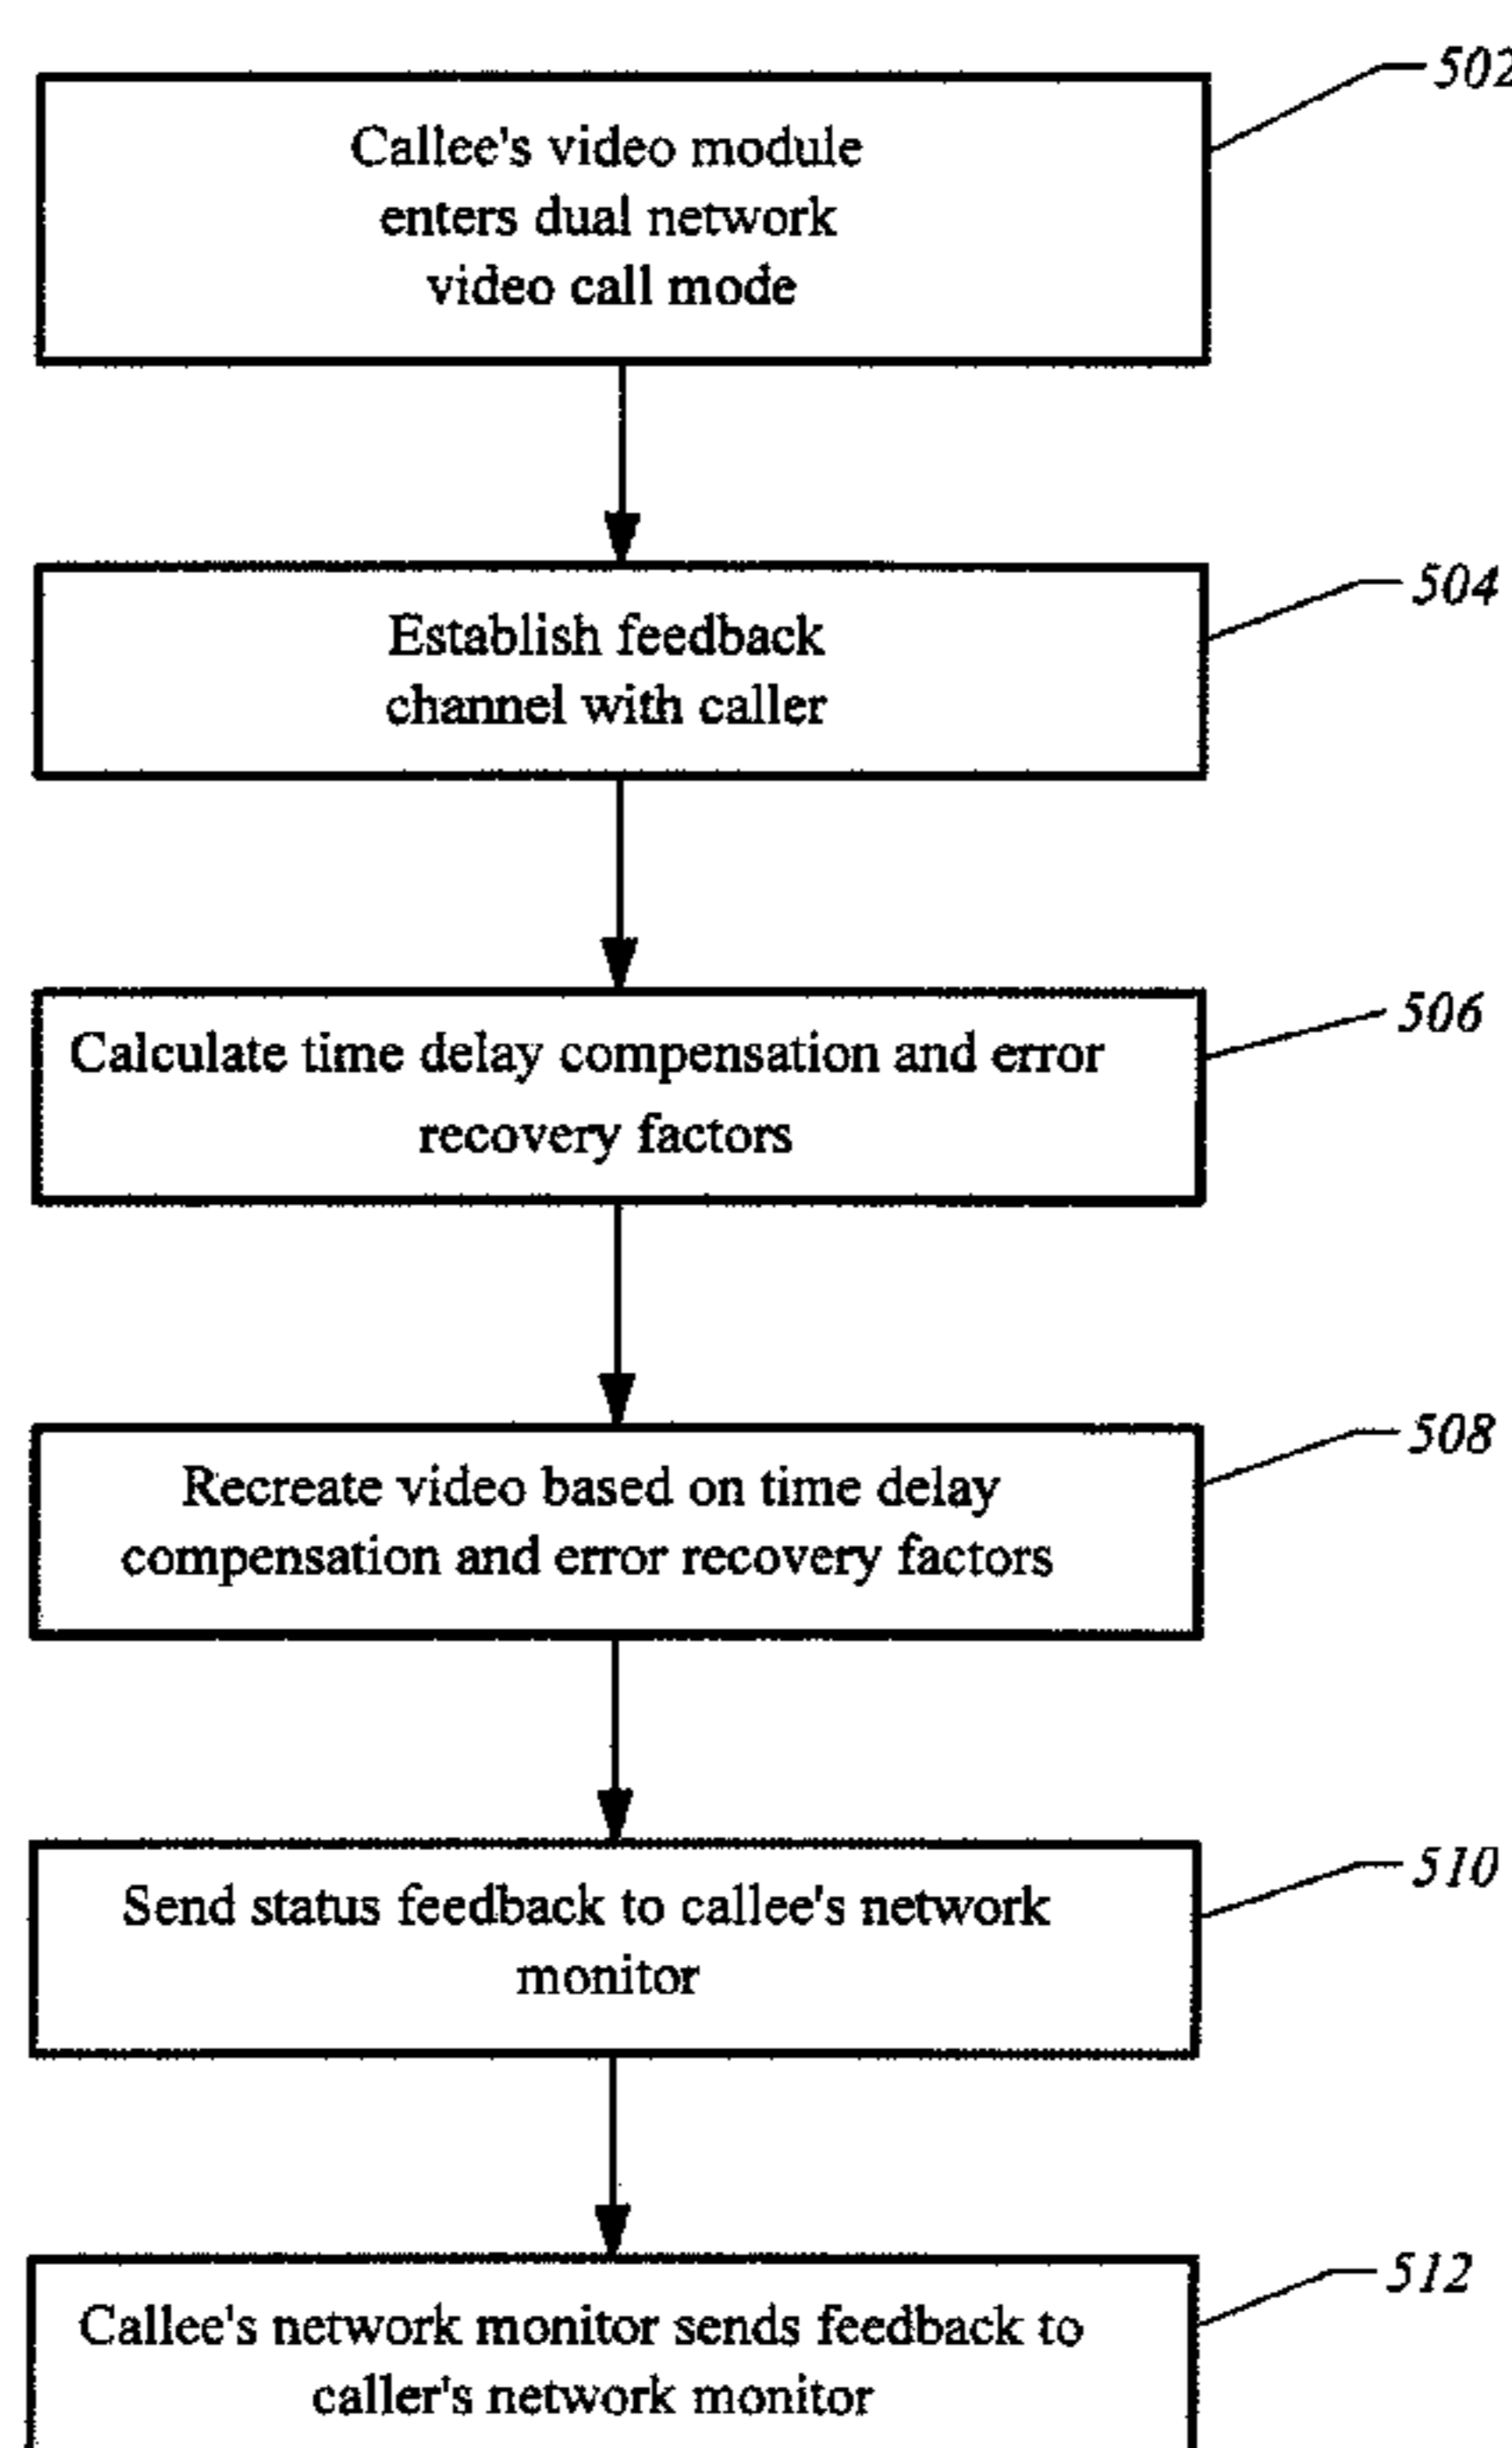 502
Callee's video module
enters dual network
video call mode
504
Establish feedback
channel with caller
506
Calculate time delay compensation and error
recovery factors
508
Recreate video based on time delay
compensation and error recovery factors
510
Send status feedback to callee's network
monitor
512
Callee's network monitor sends feedback to
caller's network monitor